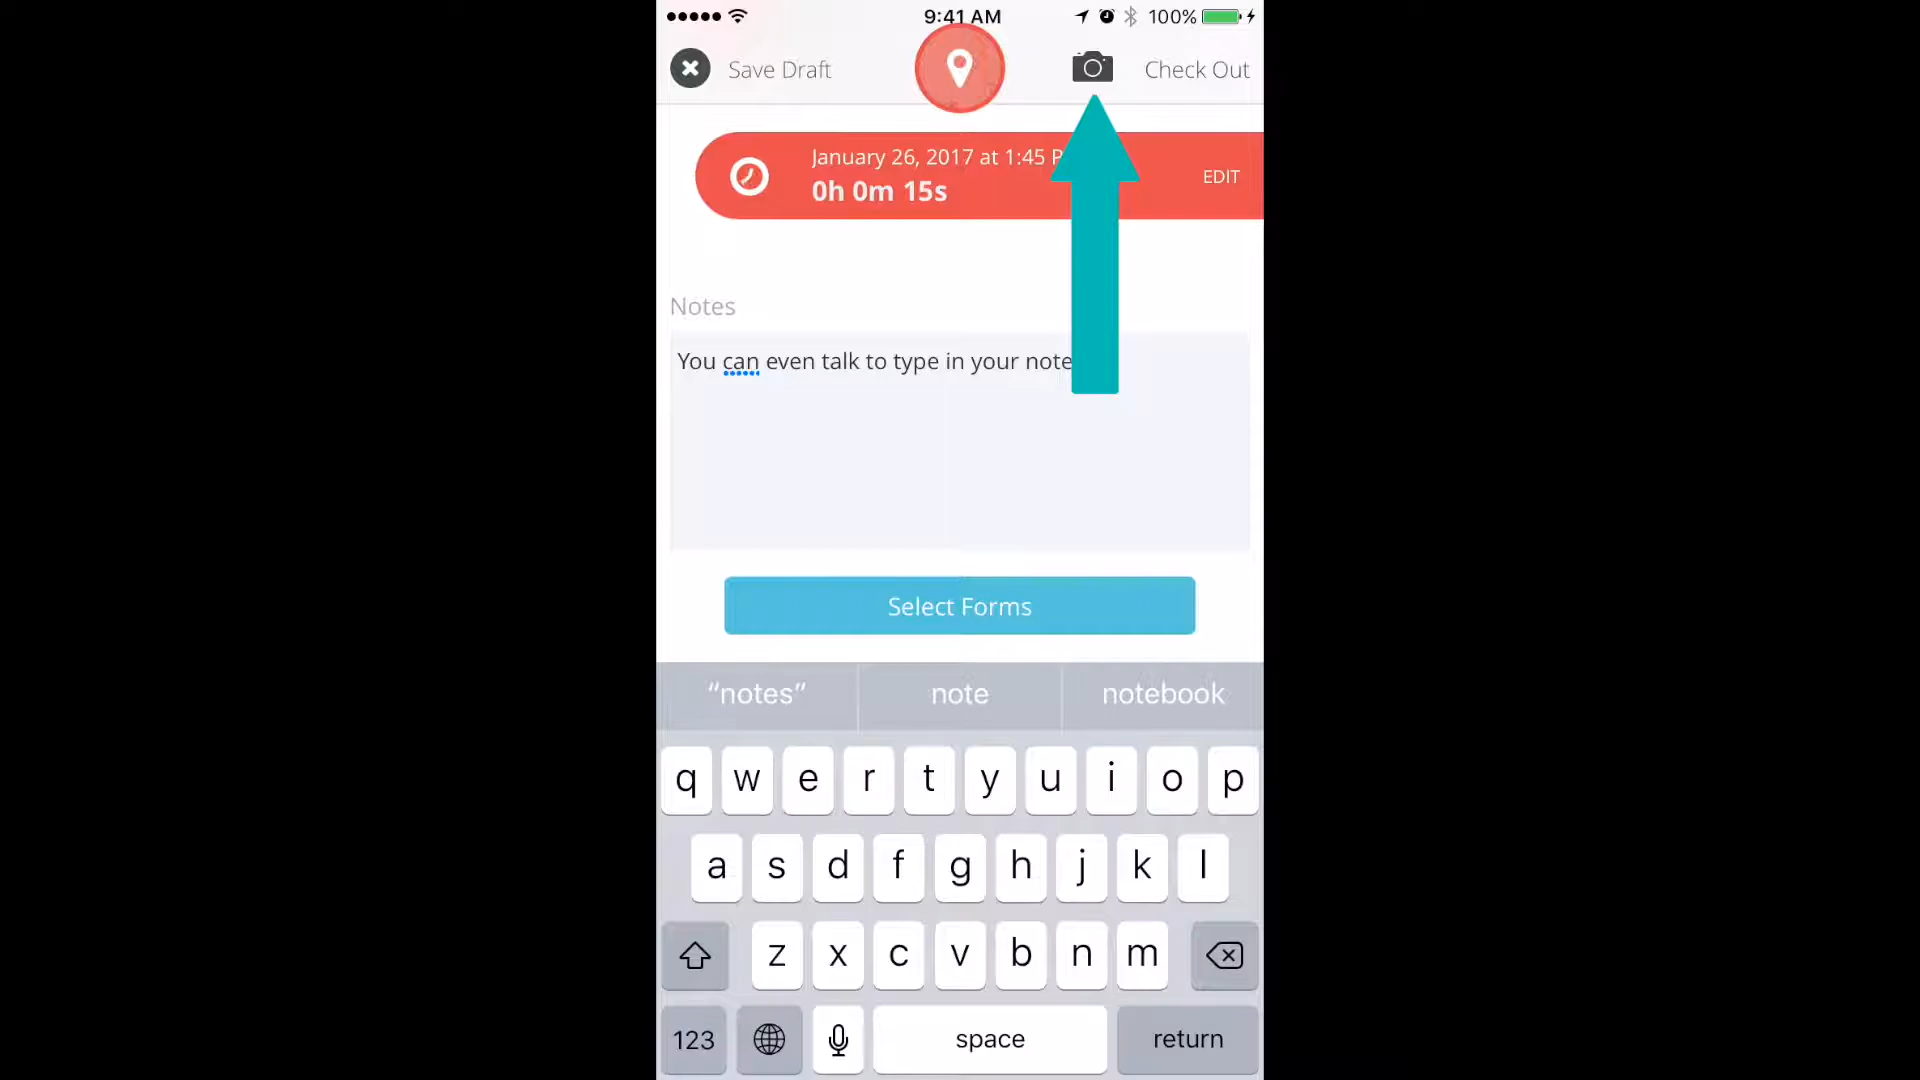 9:41 AM
100%
Save Draft
Check Out
January 26, 2017 at 1:45 P
0h 0m 15s
EDIT
Notes
You can even talk to type in your note
Select Forms
“notes”
note
notebook
q w e r t y u i o p
a s d f g h j k l
z x c v b n m
123
space
return